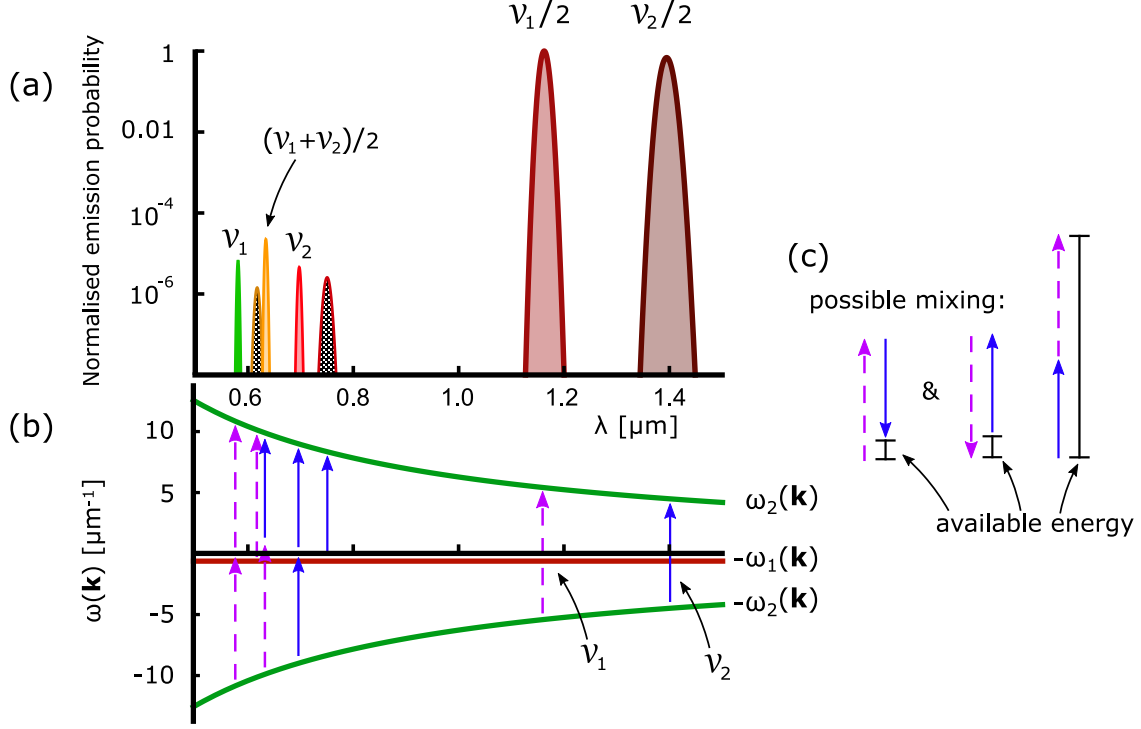 ν₁/2
ν₂/2
(a)
Normalised emission probability
1
0.01
10⁻⁴
10⁻⁶
(ν₁+ν₂)/2
ν₁
ν₂
0.6
0.8
1.0
1.2
1.4
λ [μm]
(b)
ω(k) [μm⁻¹]
10
5
-5
-10
ω₂(k)
-ω₁(k)
-ω₂(k)
ν₁
ν₂
(c)
possible mixing:
&
available energy